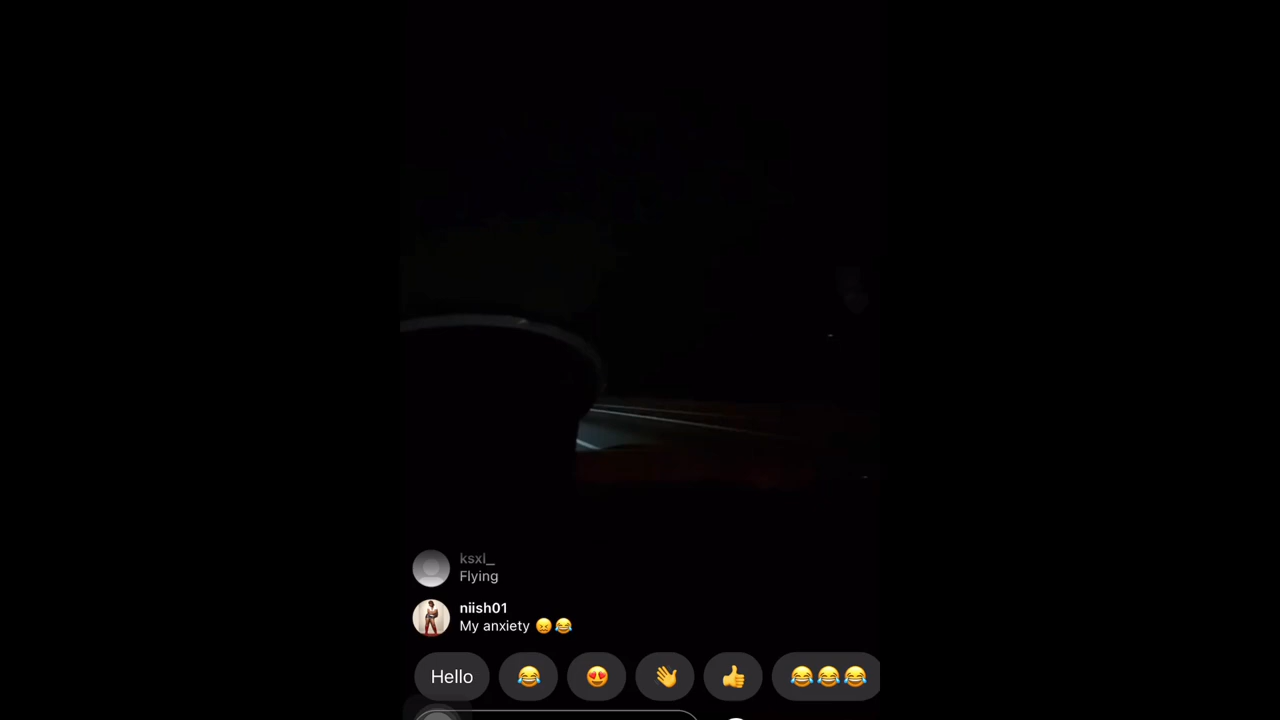 ksxl_
Flying
niish01
My anxiety 😖😂
Hello 😂 😍 👋 👍 😂😂😂